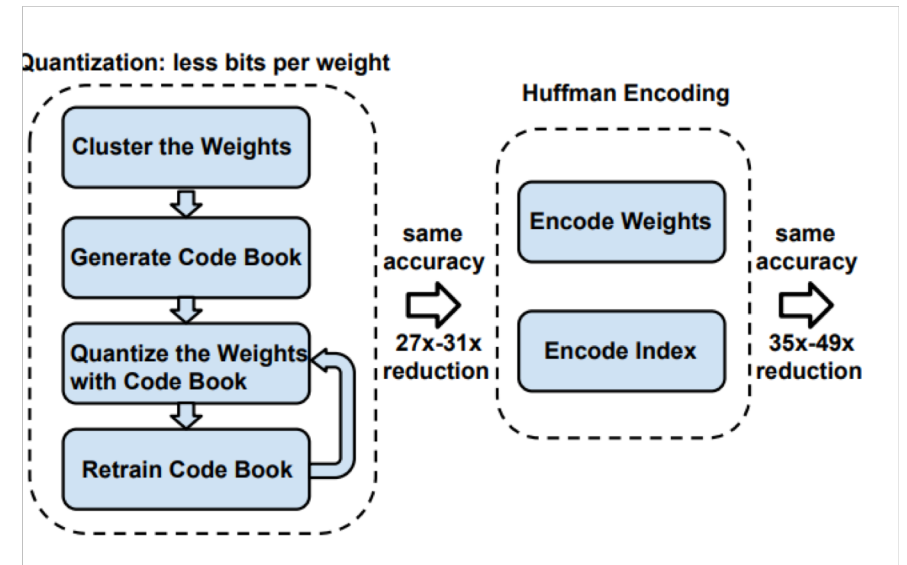 Quantization: less bits per weight
Cluster the Weights
Generate Code Book
Quantize the Weights
with Code Book
Retrain Code Book
same
accuracy
27x-31x
reduction
Huffman Encoding
Encode Weights
Encode Index
same
accuracy
35x-49x
reduction